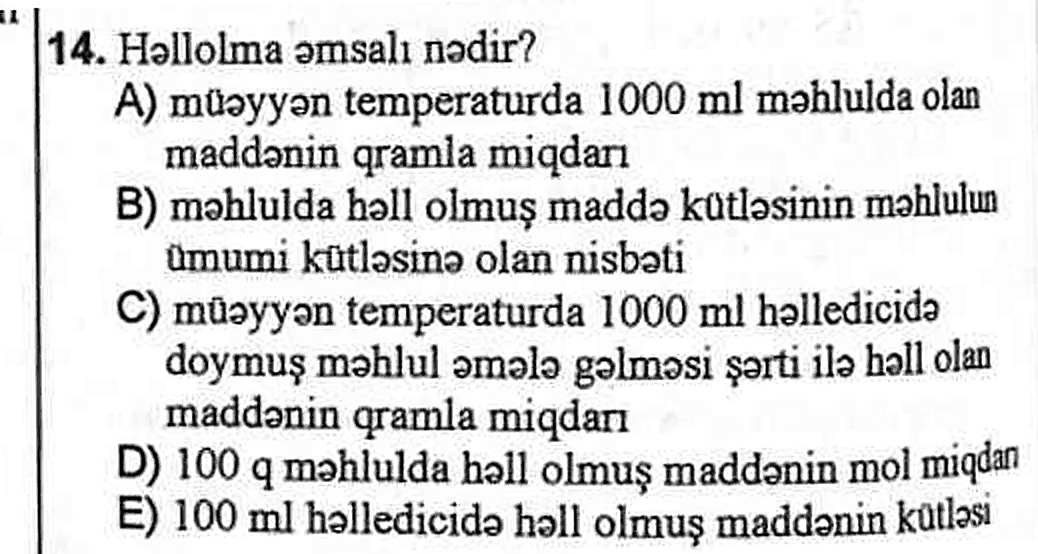 14. Həllolma əmsalı nədir?
A) müəyyən temperaturda 1000 ml məhlulda olan
maddənin qramla miqdarı
B) məhlulda həll olmuş maddə kütləsinin məhlulun
ümumi kütləsinə olan nisbəti
C) müəyyən temperaturda 1000 ml həlledicidə
doymuş məhlul əmələ gəlməsi şərti ilə həll olan
maddənin qramla miqdarı
D) 100 q məhlulda həll olmuş maddənin mol miqdarı
E) 100 ml həlledicidə həll olmuş maddənin kütləsi